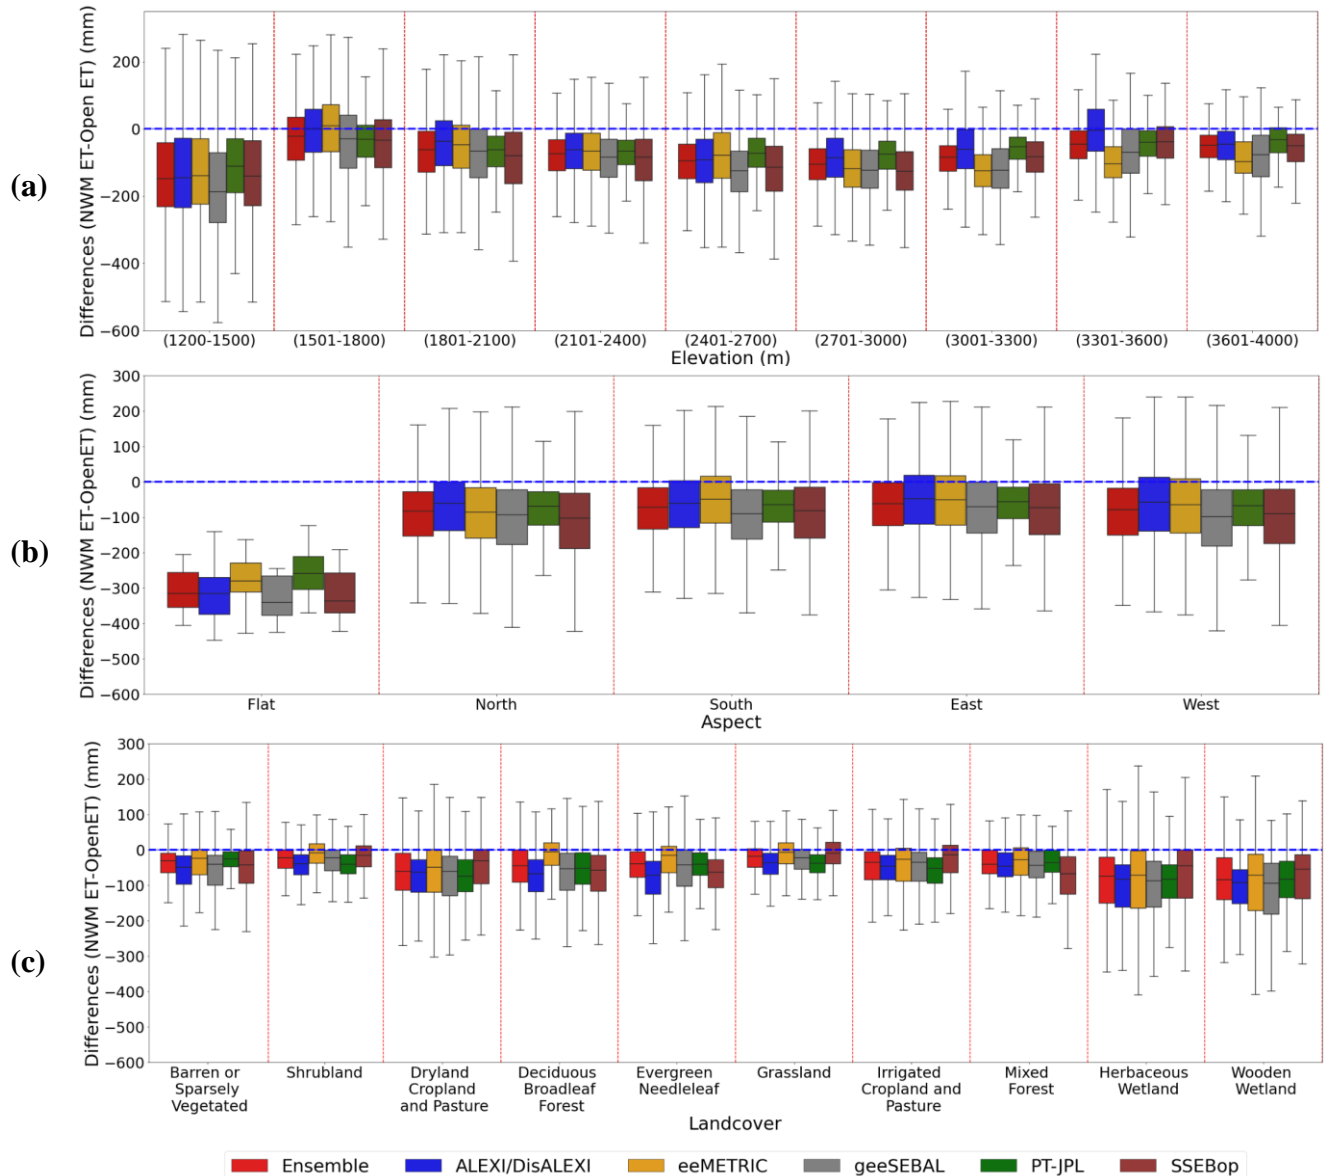 (a)
Differences (NWM ET-Open ET) (mm)
200
0
−200
−400
−600
(1200-1500) (1501-1800) (1801-2100) (2101-2400) (2401-2700) (2701-3000) (3001-3300) (3301-3600) (3601-4000)
Elevation (m)
(b)
Differences (NWM ET-OpenET) (mm)
300
200
100
0
−100
−200
−300
−400
−500
−600
Flat North South East West
Aspect
(c)
Differences (NWM ET-OpenET) (mm)
300
200
100
0
−100
−200
−300
−400
−500
−600
Barren or Shrubland Dryland Deciduous Evergreen Grassland Irrigated Mixed Herbaceous Wooden
Sparsely Cropland Broadleaf Needleleaf Cropland and Forest Wetland Wetland
Vegetated and Pasture Forest Pasture
Landcover
Ensemble ALEXI/DisALEXI eeMETRIC geeSEBAL PT-JPL SSEBop